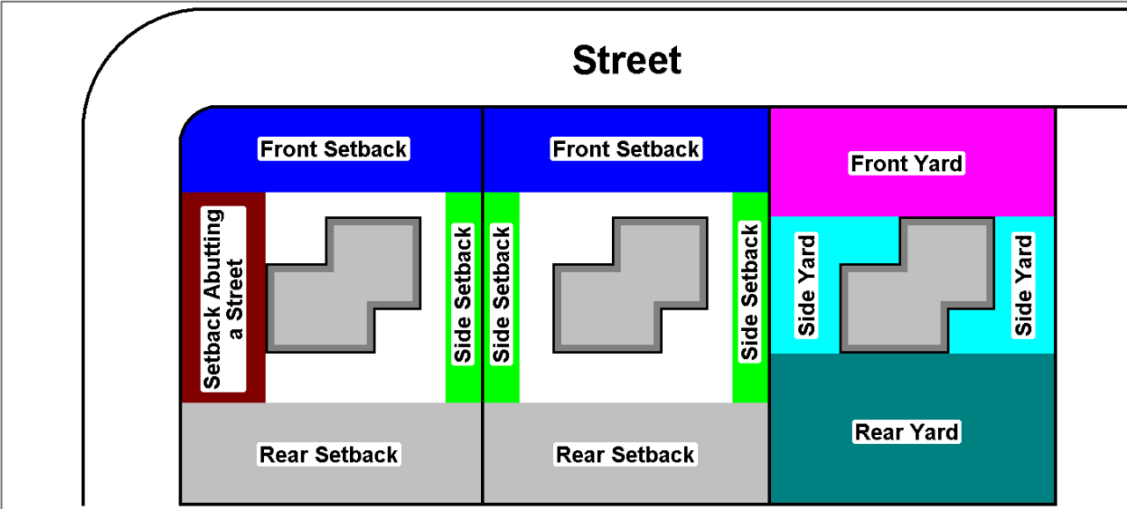 Street
Front Setback
Front Setback
Front Yard
Setback Abutting
a Street
Side Setback
Side Setback
Side Setback
Side Yard
Side Yard
Rear Setback
Rear Setback
Rear Yard